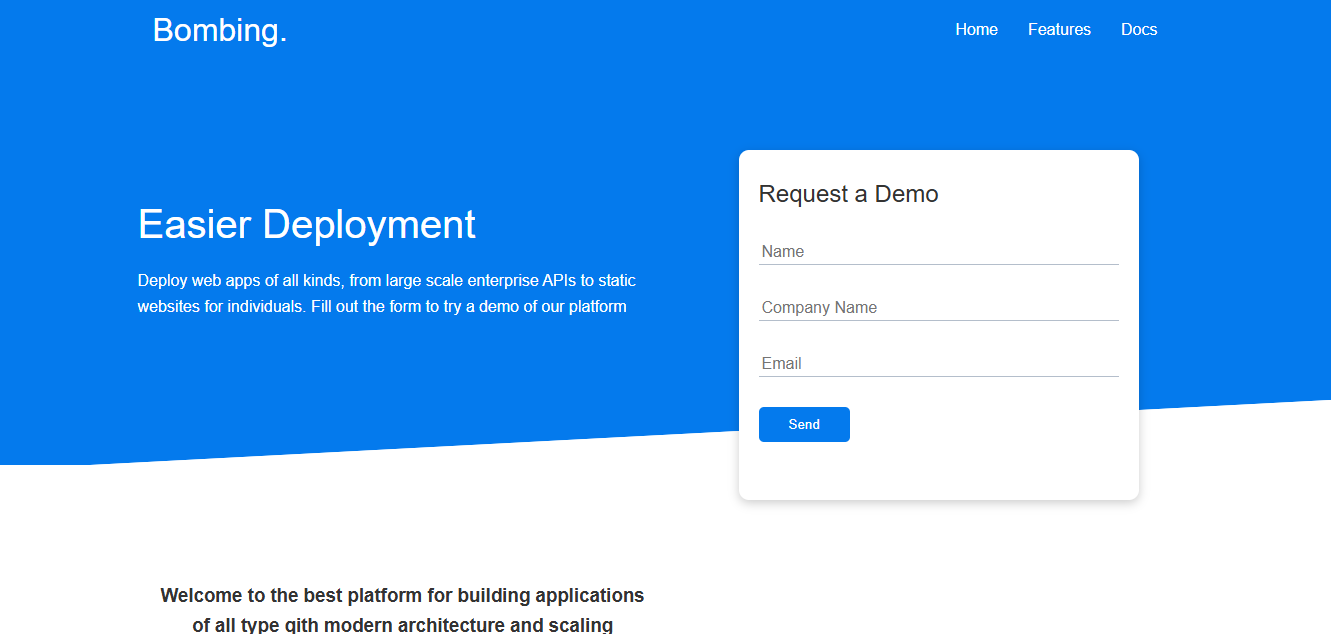 Bombing.
Home Features Docs
Easier Deployment
Deploy web apps of all kinds, from large scale enterprise APIs to static
websites for individuals. Fill out the form to try a demo of our platform
Request a Demo
Name
Company Name
Email
Send
Welcome to the best platform for building applications
of all type qith modern architecture and scaling